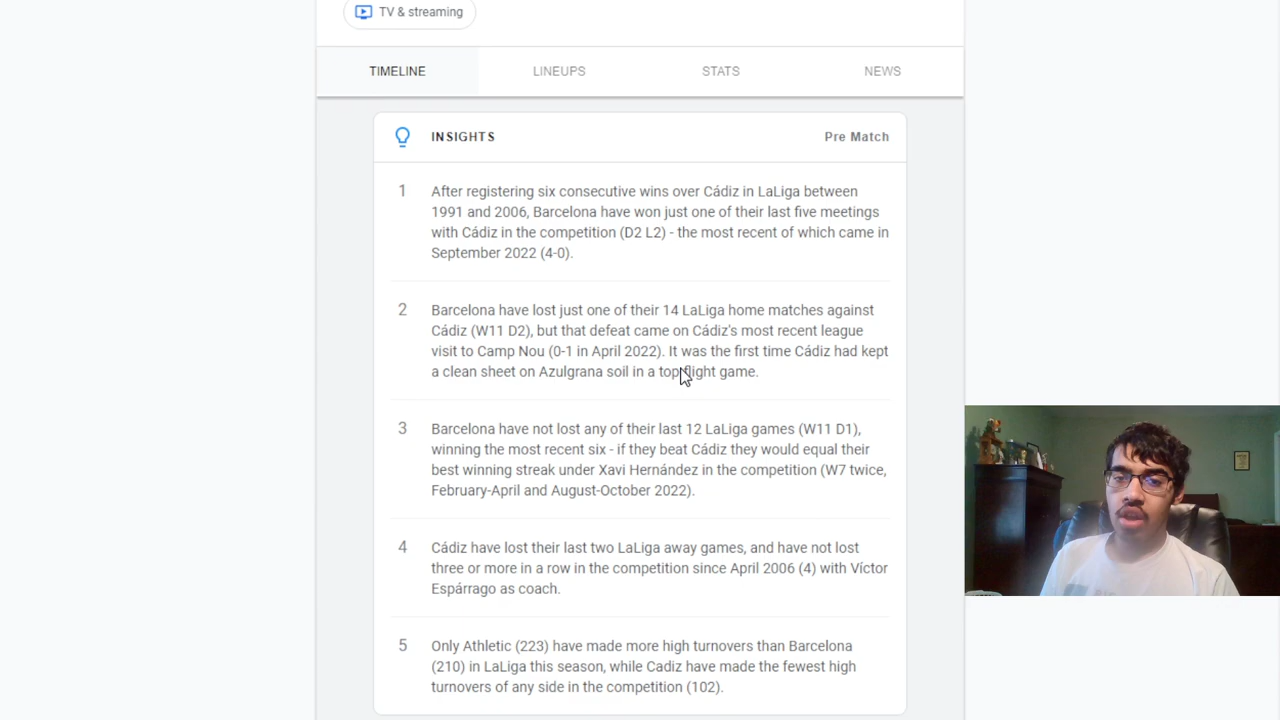 TV & streaming
TIMELINE
LINEUPS
STATS
NEWS
INSIGHTS
Pre Match
1
After registering six consecutive wins over Cádiz in LaLiga between
1991 and 2006, Barcelona have won just one of their last five meetings
with Cádiz in the competition (D2 L2) - the most recent of which came in
September 2022 (4-0).
2
Barcelona have lost just one of their 14 LaLiga home matches against
Cádiz (W11 D2), but that defeat came on Cádiz's most recent league
visit to Camp Nou (0-1 in April 2022). It was the first time Cádiz had kept
a clean sheet on Azulgrana soil in a top-flight game.
3
Barcelona have not lost any of their last 12 LaLiga games (W11 D1),
winning the most recent six - if they beat Cádiz they would equal their
best winning streak under Xavi Hernández in the competition (W7 twice,
February-April and August-October 2022).
4
Cádiz have lost their last two LaLiga away games, and have not lost
three or more in a row in the competition since April 2006 (4) with Víctor
Espárrago as coach.
5
Only Athletic (223) have made more high turnovers than Barcelona
(210) in LaLiga this season, while Cadiz have made the fewest high
turnovers of any side in the competition (102).